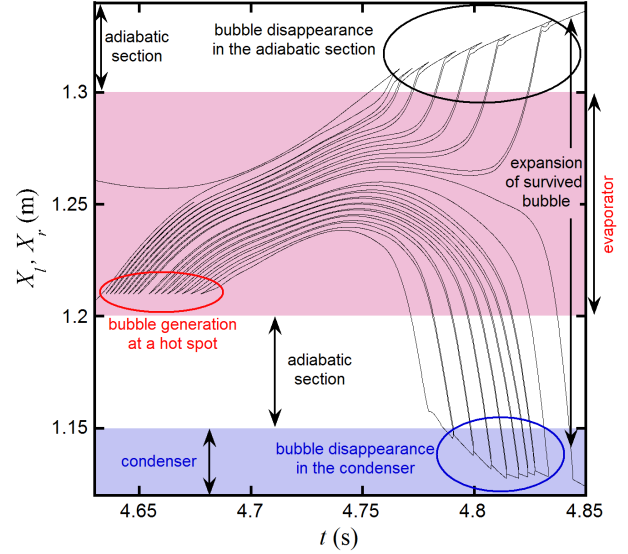 adiabatic
section
bubble disappearance
in the adiabatic section
1.3
expansion
of survived
bubble
evaporator
1.25
X_l, X_r (m)
1.2
bubble generation
at a hot spot
adiabatic
section
1.15
condenser
bubble disappearance
in the condenser
4.65
4.7
4.75
4.8
4.85
t (s)